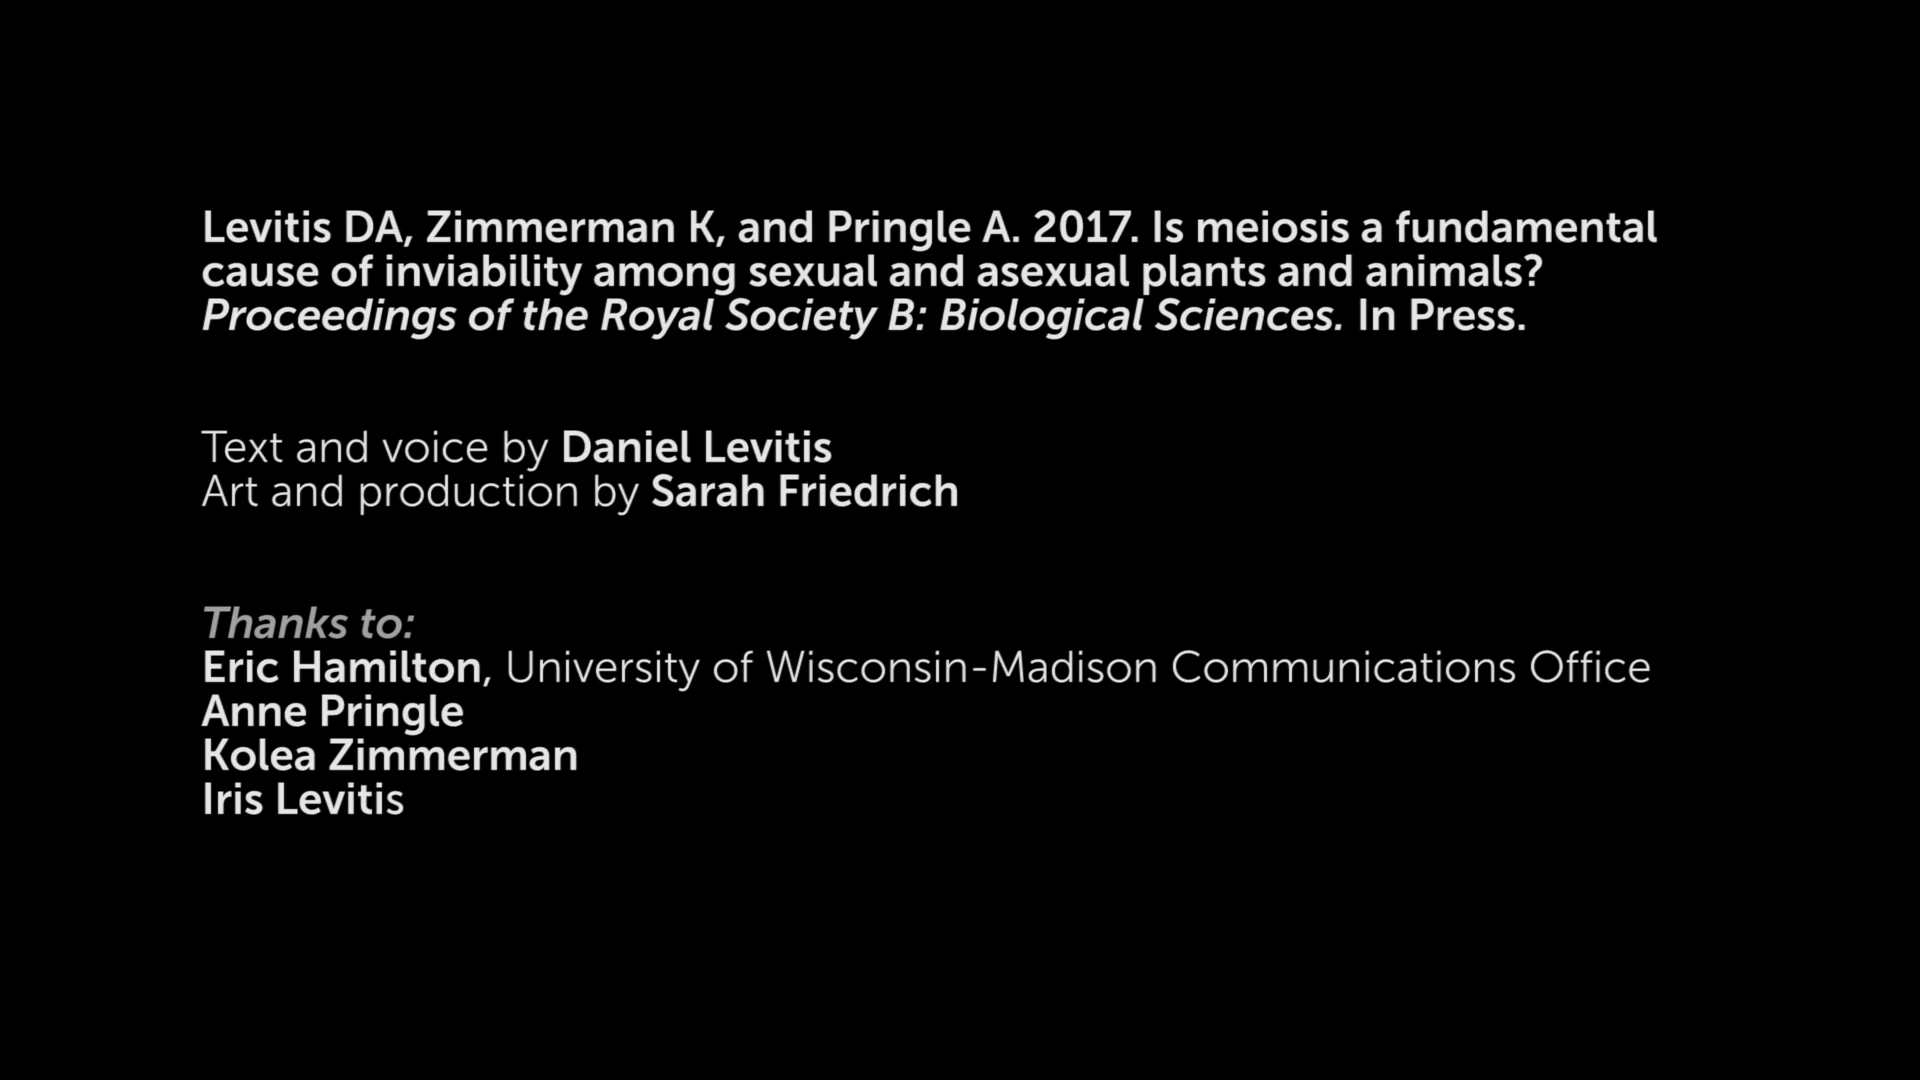 Levitis DA, Zimmerman K, and Pringle A. 2017. Is meiosis a fundamental
cause of inviability among sexual and asexual plants and animals?
Proceedings of the Royal Society B: Biological Sciences. In Press.
Text and voice by Daniel Levitis
Art and production by Sarah Friedrich
Thanks to:
Eric Hamilton, University of Wisconsin-Madison Communications Office
Anne Pringle
Kolea Zimmerman
Iris Levitis